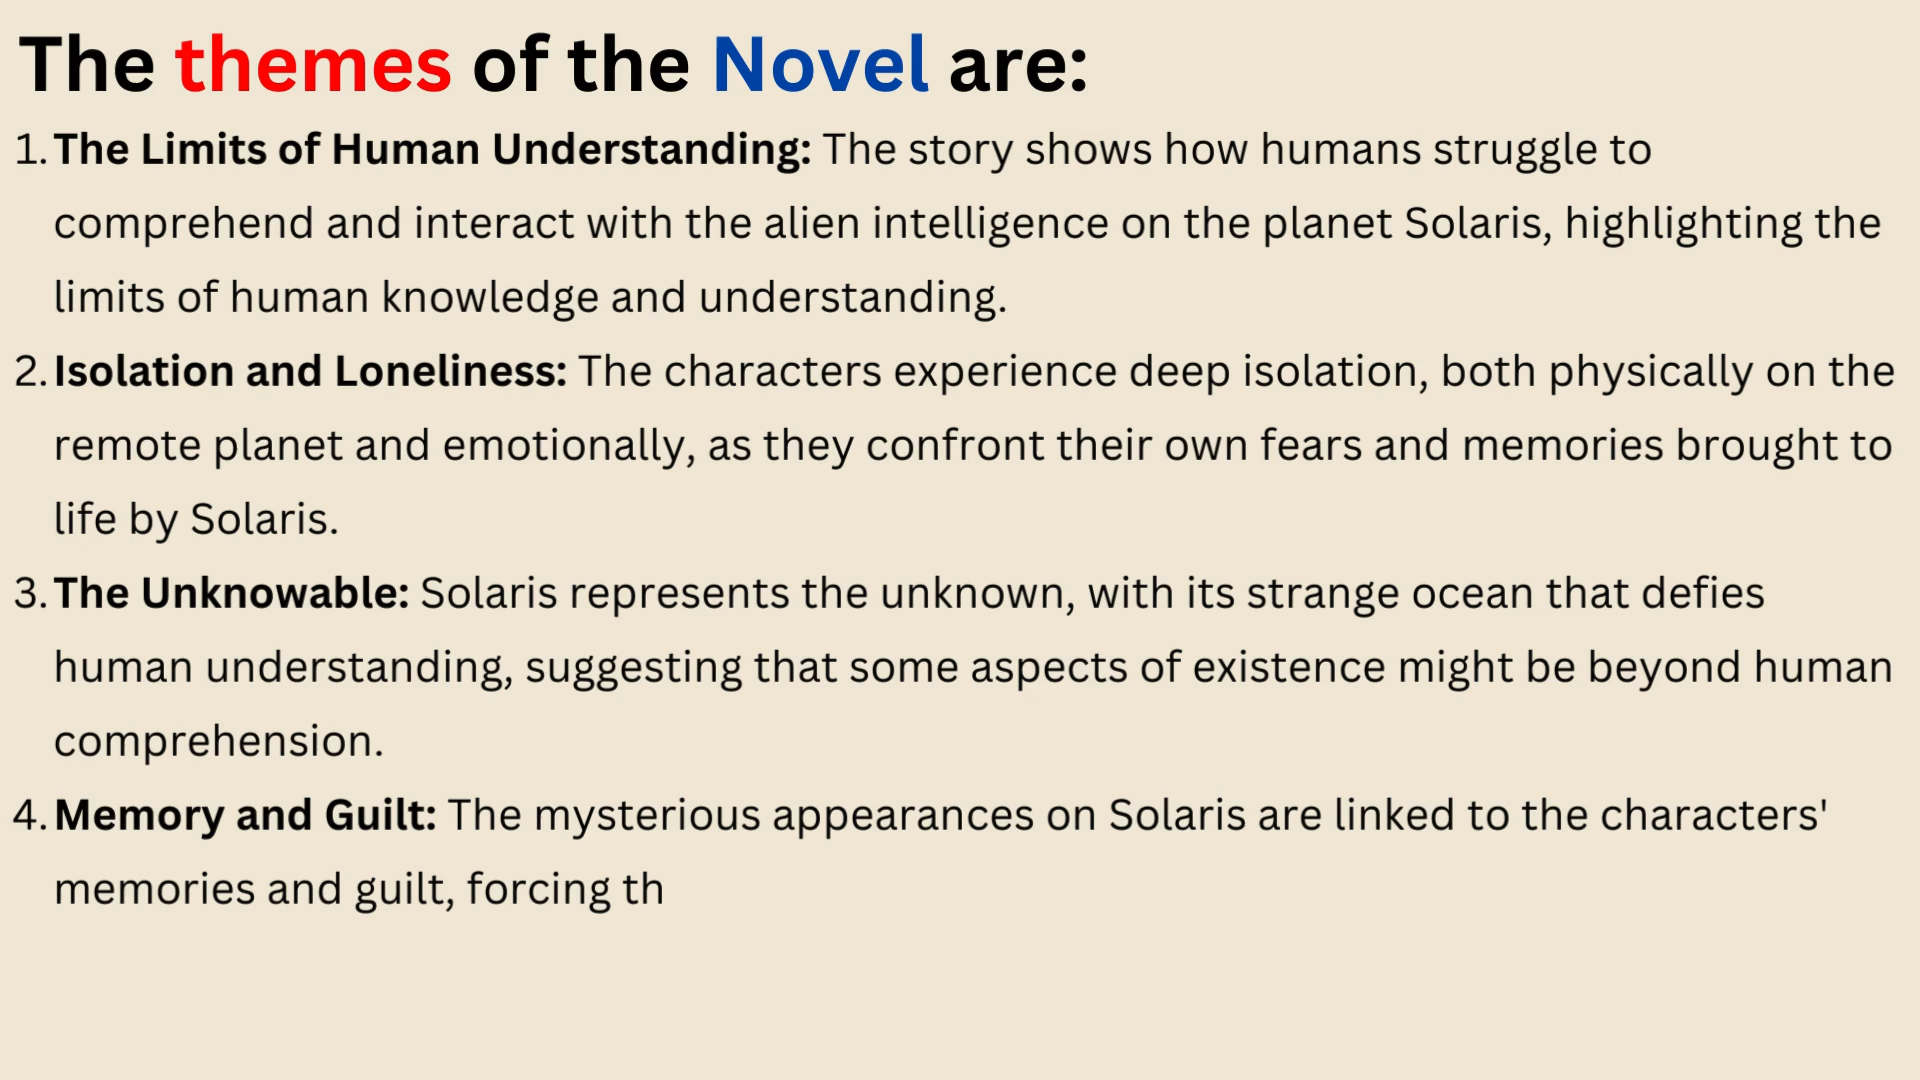 The themes of the Novel are:
1. The Limits of Human Understanding: The story shows how humans struggle to
comprehend and interact with the alien intelligence on the planet Solaris, highlighting the
limits of human knowledge and understanding.
2. Isolation and Loneliness: The characters experience deep isolation, both physically on the
remote planet and emotionally, as they confront their own fears and memories brought to
life by Solaris.
3. The Unknowable: Solaris represents the unknown, with its strange ocean that defies
human understanding, suggesting that some aspects of existence might be beyond human
comprehension.
4. Memory and Guilt: The mysterious appearances on Solaris are linked to the characters'
memories and guilt, forcing th